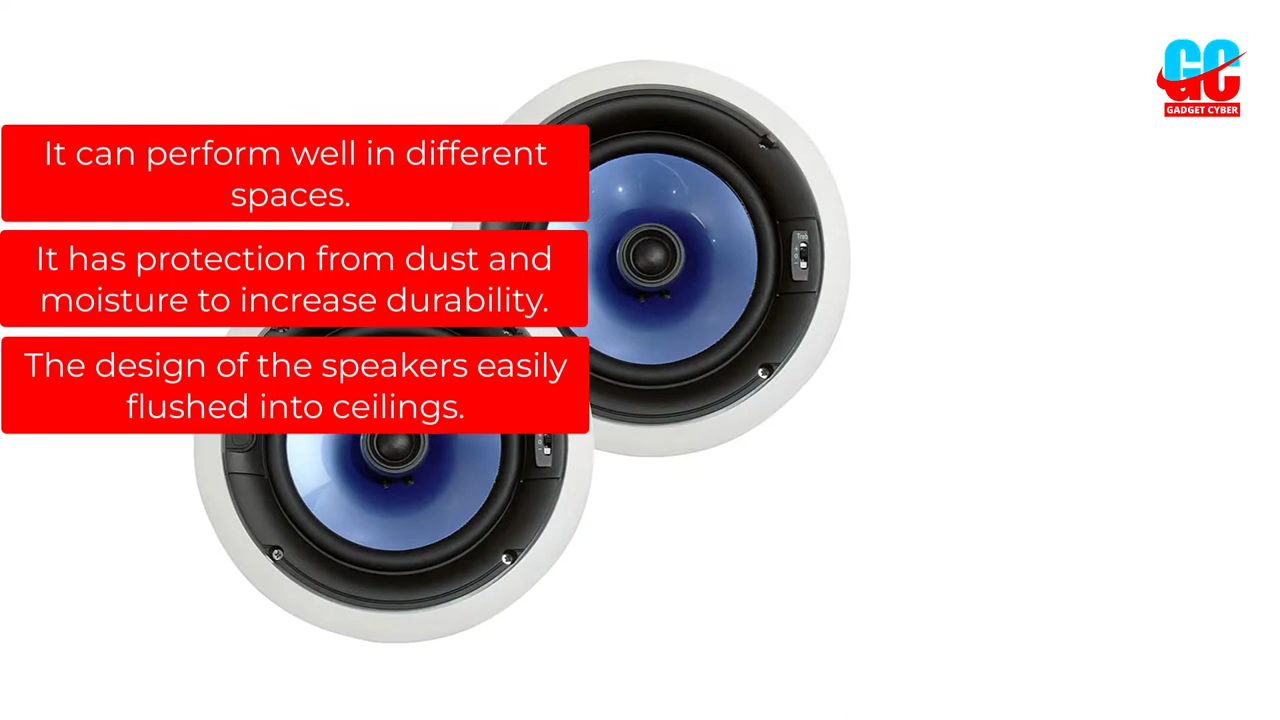 GC
GADGET CYBER
It can perform well in different
spaces.
It has protection from dust and
moisture to increase durability.
The design of the speakers easily
flushed into ceilings.